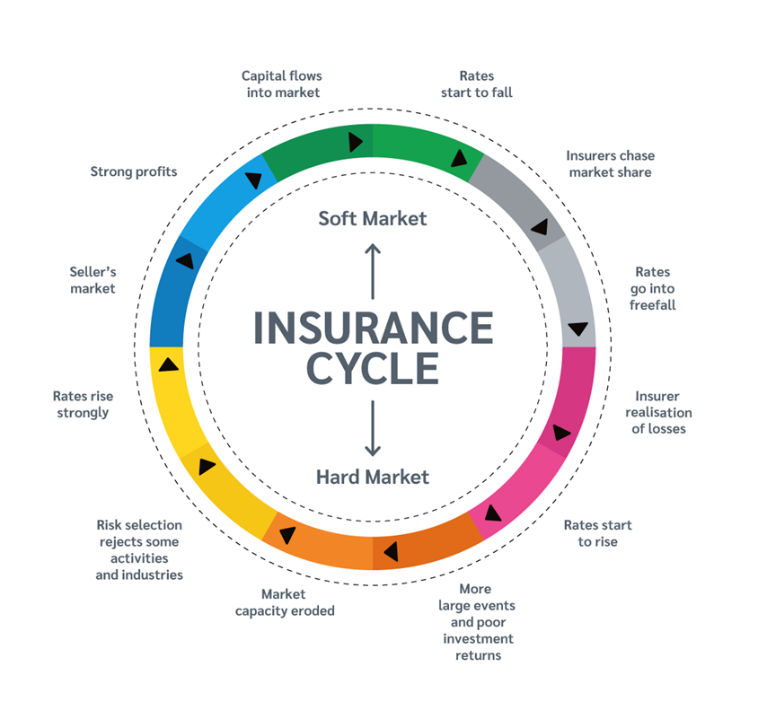 Capital flows
into market
Rates
start to fall
Strong profits
Insurers chase
market share
Soft Market
Seller's
market
Rates
go into
freefall
INSURANCE
CYCLE
Rates rise
strongly
Insurer
realisation
of losses
Hard Market
Risk selection
rejects some
activities
and industries
Rates start
to rise
Market
capacity eroded
More
large events
and poor
investment
returns